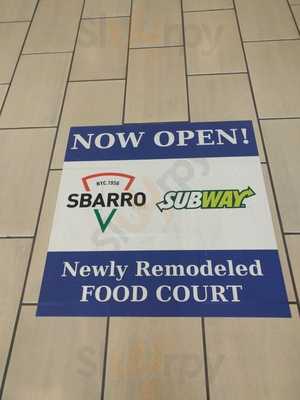 NOW OPEN!
NYC. 1956
SBARRO
SUBWAY
Newly Remodeled
FOOD COURT